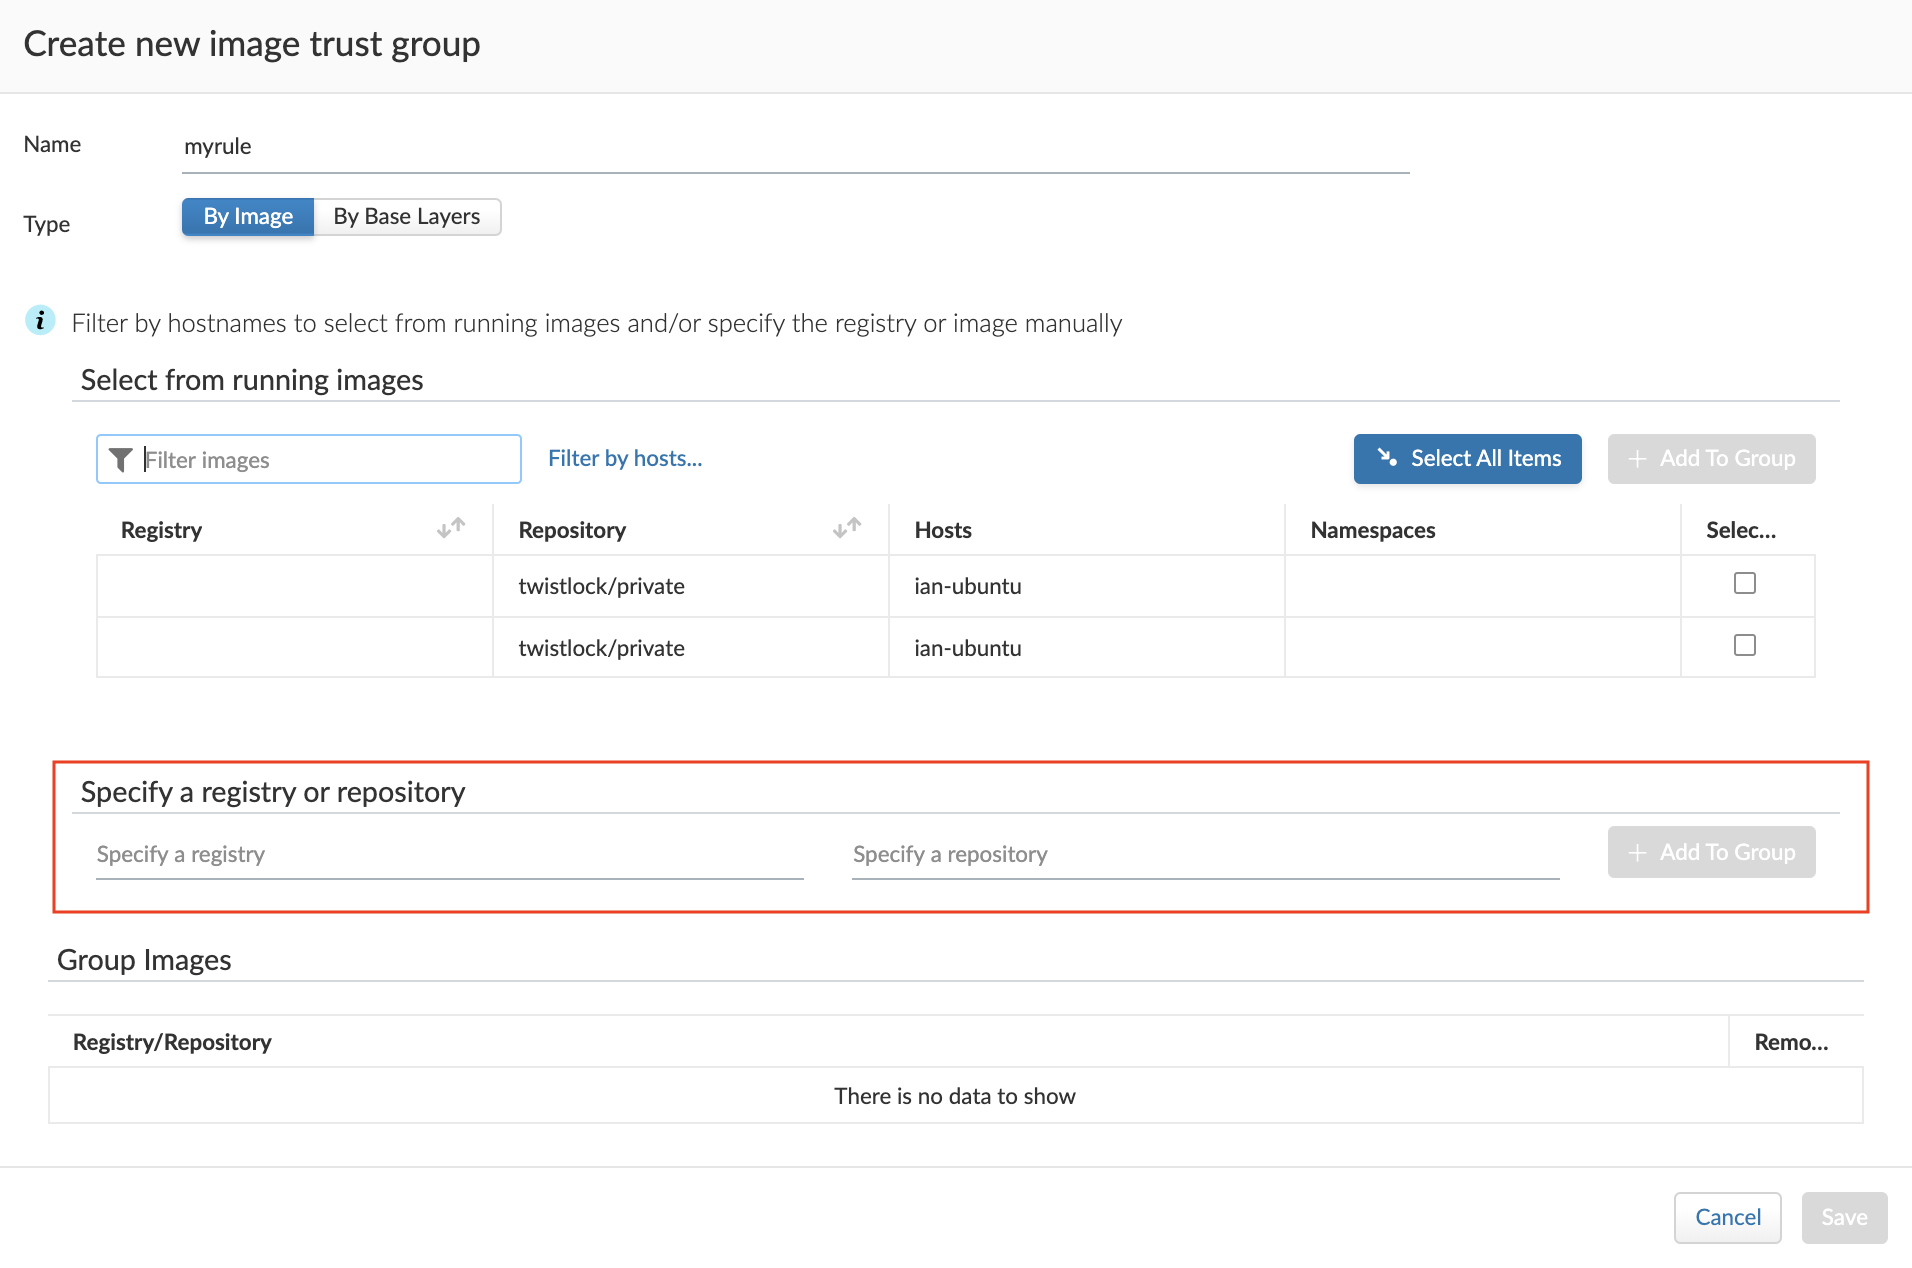 Create new image trust group
Name myrule
Type By Image By Base Layers
i Filter by hostnames to select from running images and/or specify the registry or image manually
Select from running images
Filter images Filter by hosts... Select All Items + Add To Group
Registry Repository Hosts Namespaces Selec...
twistlock/private ian-ubuntu
twistlock/private ian-ubuntu
Specify a registry or repository
Specify a registry Specify a repository + Add To Group
Group Images
Registry/Repository Remo...
There is no data to show
Cancel Save